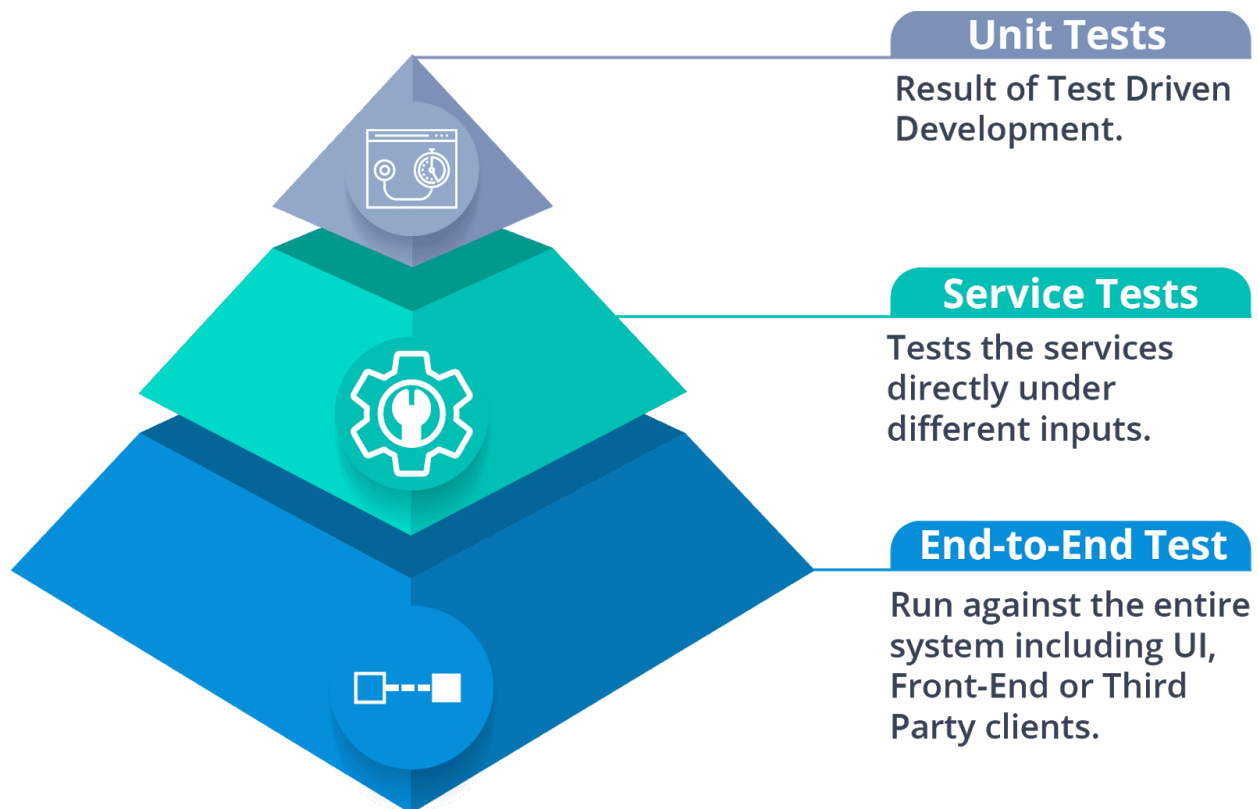 Unit Tests
Result of Test Driven
Development.
Service Tests
Tests the services
directly under
different inputs.
End-to-End Test
Run against the entire
system including UI,
Front-End or Third
Party clients.